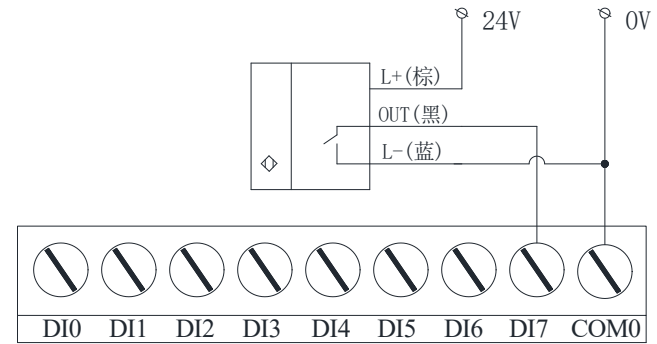 24V 0V
L+(棕)
OUT(黑)
L-(蓝)
DI0 DI1 DI2 DI3 DI4 DI5 DI6 DI7 COM0